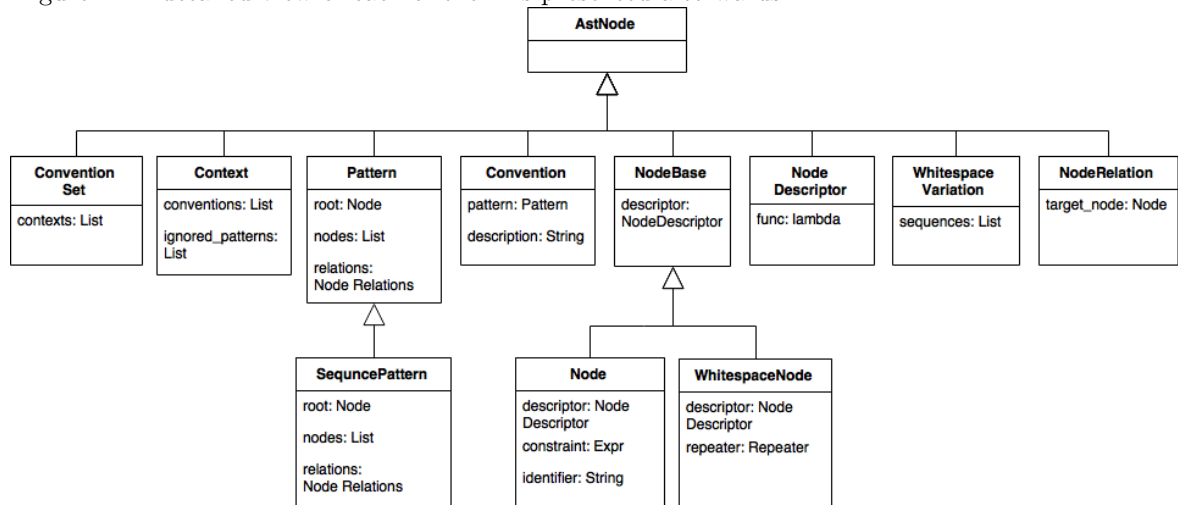 AstNode
Convention
Set
contexts: List
Context
conventions: List
ignored_patterns:
List
Pattern
root: Node
nodes: List
relations:
Node Relations
Convention
pattern: Pattern
description: String
NodeBase
descriptor:
NodeDescriptor
Node
Descriptor
func: lambda
Whitespace
Variation
sequences: List
NodeRelation
target_node: Node
SequncePattern
root: Node
nodes: List
relations:
Node Relations
Node
descriptor: Node
Descriptor
constraint: Expr
identifier: String
WhitespaceNode
descriptor: Node
Descriptor
repeater: Repeater